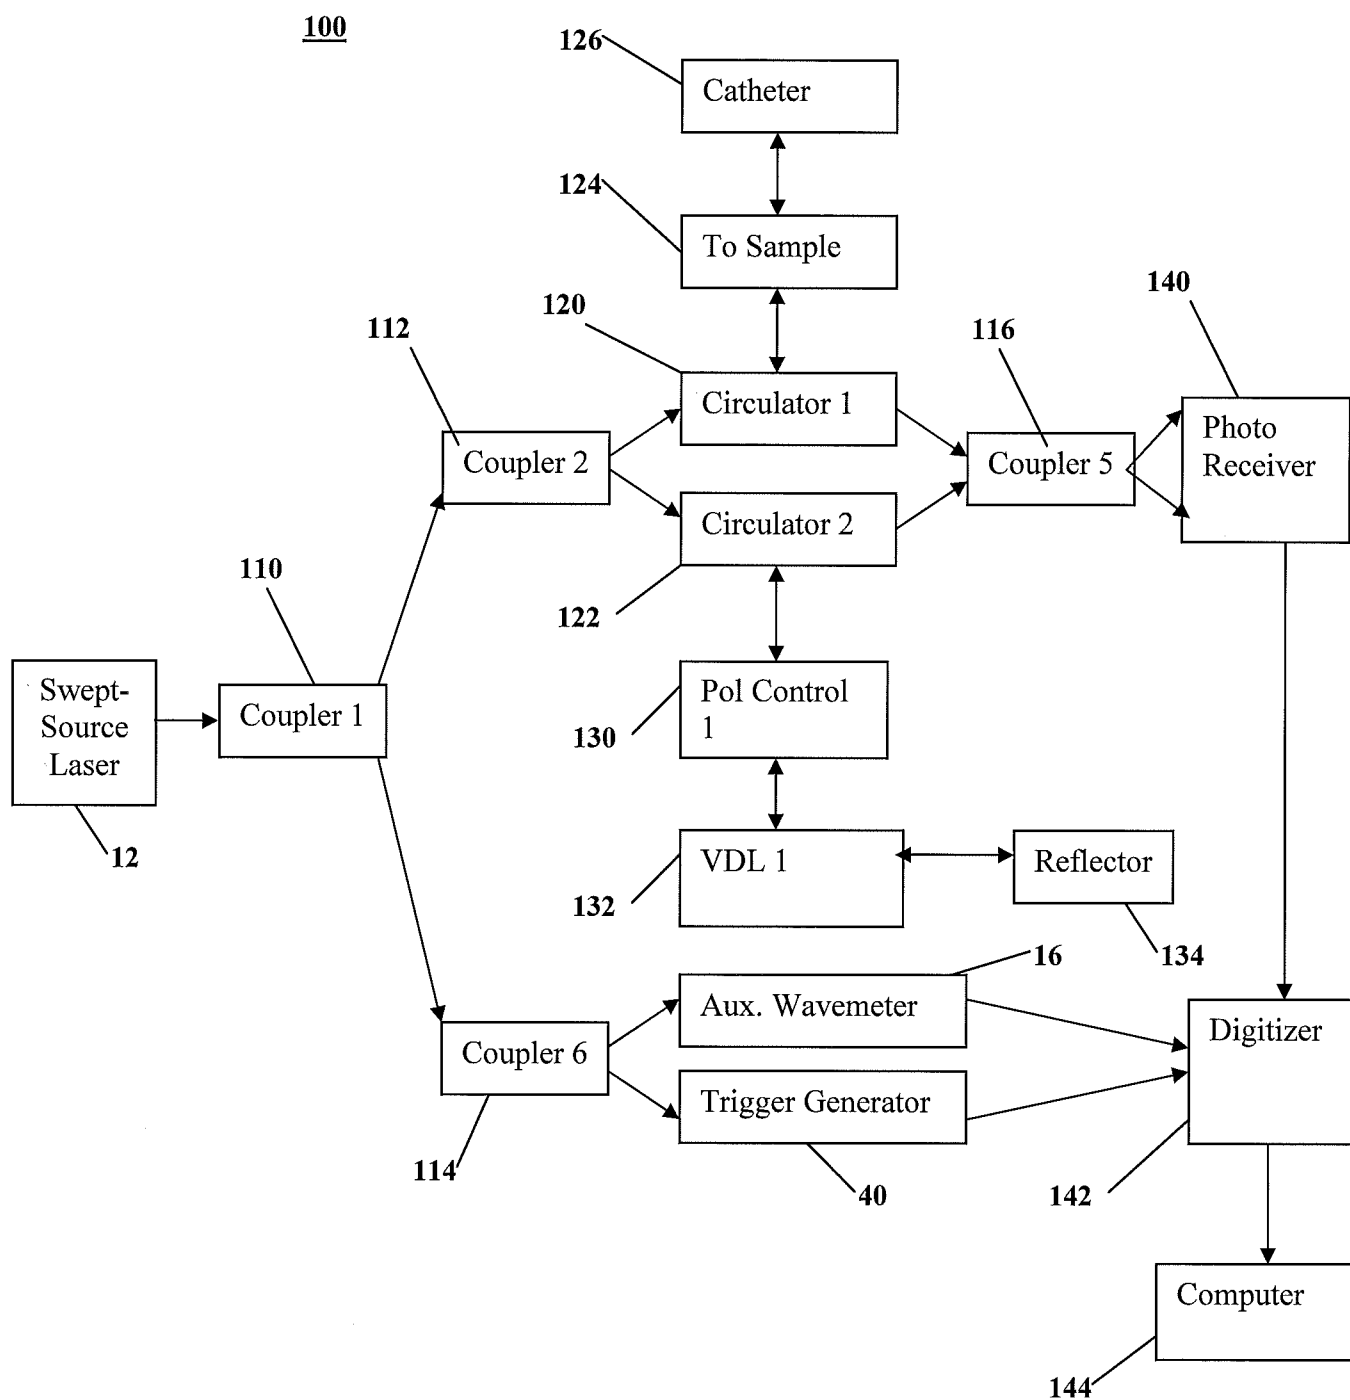 100
126
Catheter
124
To Sample
120
112
116
140
Circulator 1
Photo
Receiver
Coupler 2
Coupler 5
Circulator 2
110
122
Swept-
Source
Laser
Coupler 1
Pol Control
1
130
12
VDL 1
Reflector
132
134
16
Aux. Wavemeter
Digitizer
Coupler 6
Trigger Generator
114
40
142
Computer
144